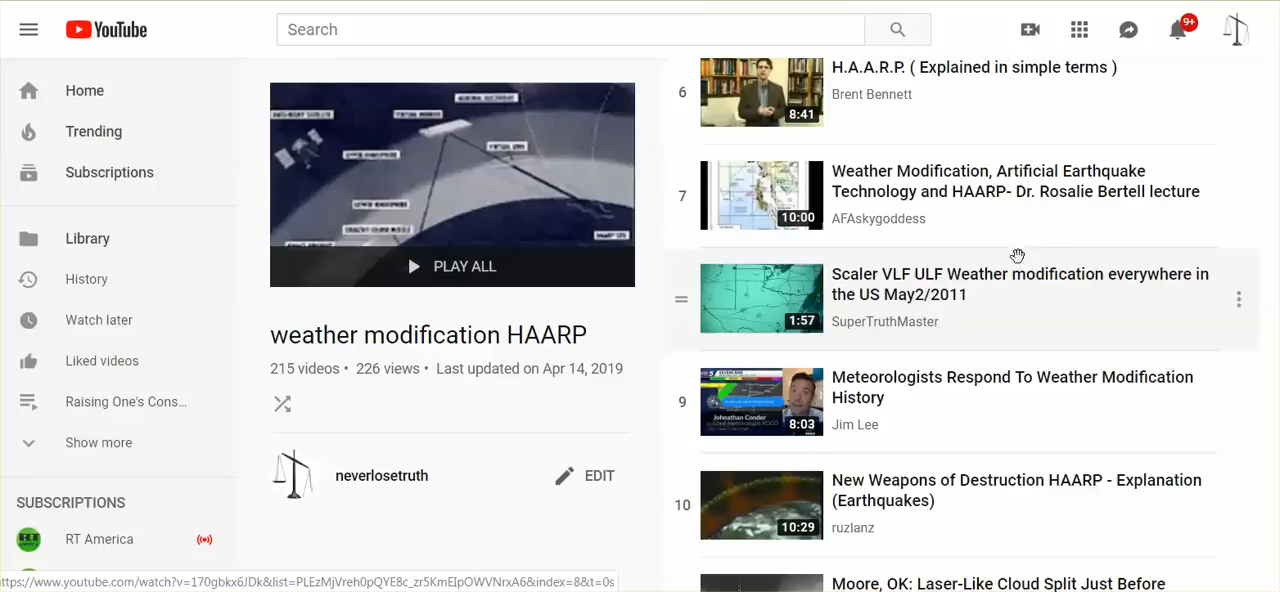 YouTube
Search
9+
Home
Trending
Subscriptions
Library
History
Watch later
Liked videos
Raising One's Cons...
Show more
SUBSCRIPTIONS
RT America
PLAY ALL
weather modification HAARP
215 videos • 226 views • Last updated on Apr 14, 2019
neverlosetruth
EDIT
6
8:41
H.A.A.R.P. ( Explained in simple terms )
Brent Bennett
7
10:00
Weather Modification, Artificial Earthquake
Technology and HAARP- Dr. Rosalie Bertell lecture
AFAskygoddess
1:57
Scaler VLF ULF Weather modification everywhere in
the US May2/2011
SuperTruthMaster
9
Johnathan Conder
8:03
Meteorologists Respond To Weather Modification
History
Jim Lee
10
10:29
New Weapons of Destruction HAARP - Explanation
(Earthquakes)
ruzlanz
Moore, OK: Laser-Like Cloud Split Just Before
https://www.youtube.com/watch?v=170gbkx6JDk&list=PLEzMjVreh0pQYE8c_zr5KmEIpOWVNrxA6&index=8&t=0s